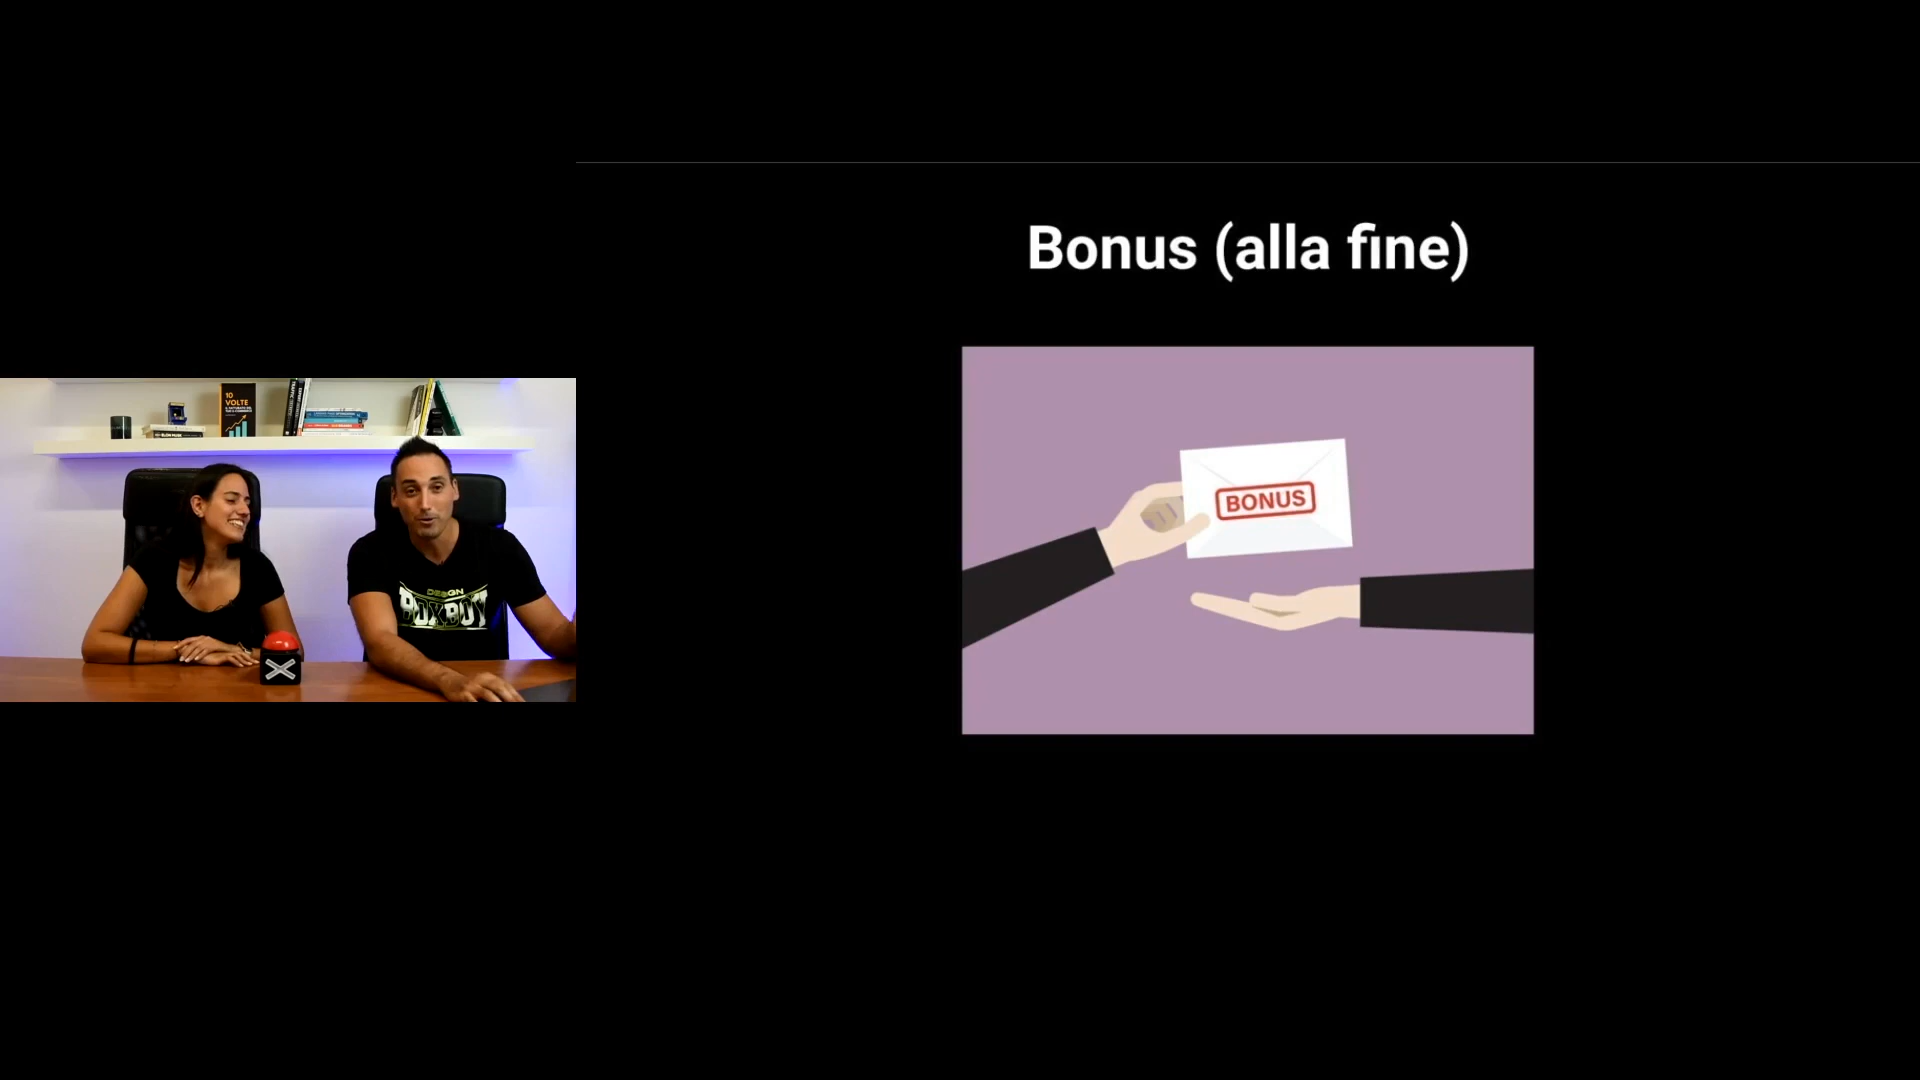 Bonus (alla fine)
BONUS
10
VOLTE
DESIGN
BOXBOY